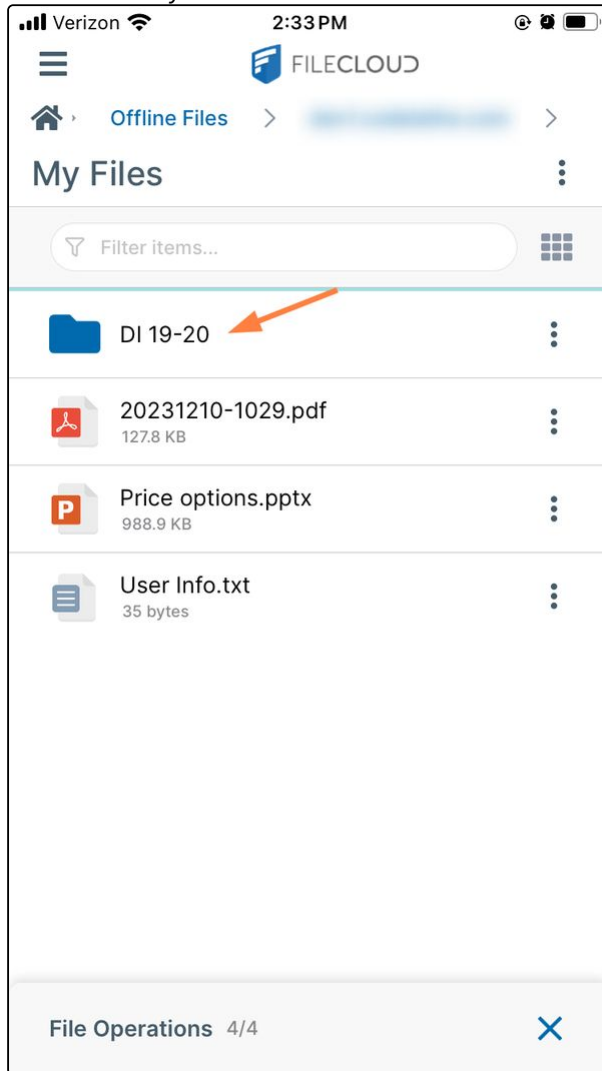 Verizon 2:33 PM
FILECLOUD
Offline Files > >
My Files
Filter items...
DI 19-20
20231210-1029.pdf
127.8 KB
P
Price options.pptx
988.9 KB
User Info.txt
35 bytes
File Operations 4/4